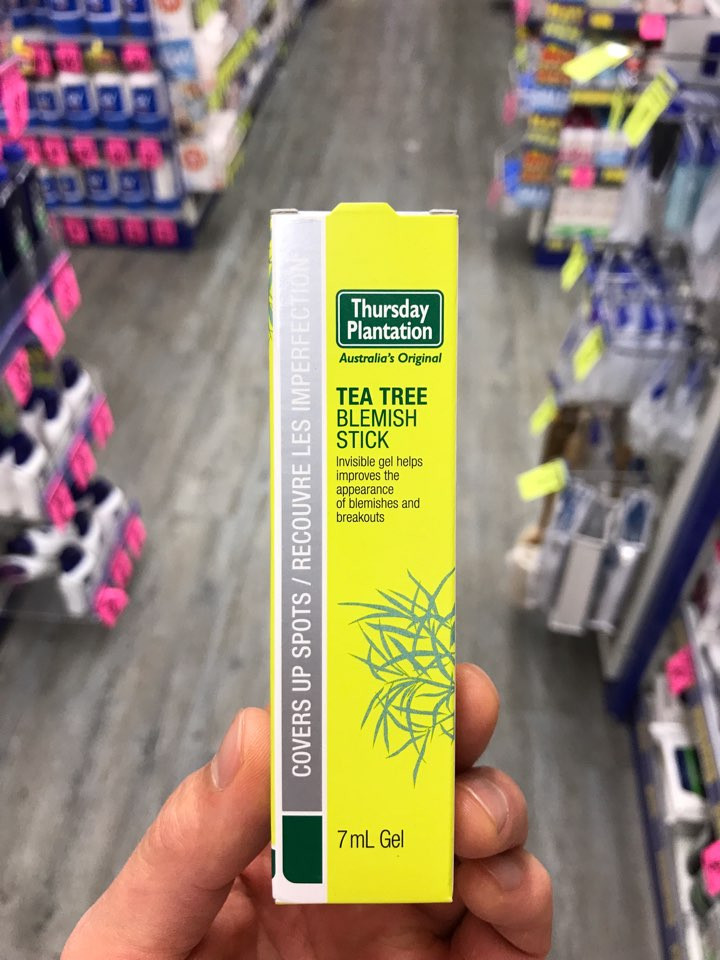 COVERS UP SPOTS / RECOUVRE LES IMPERFECTION
Thursday
Plantation
Australia's Original
TEA TREE
BLEMISH
STICK
Invisible gel helps
improves the
appearance
of blemishes and
breakouts
7mL Gel